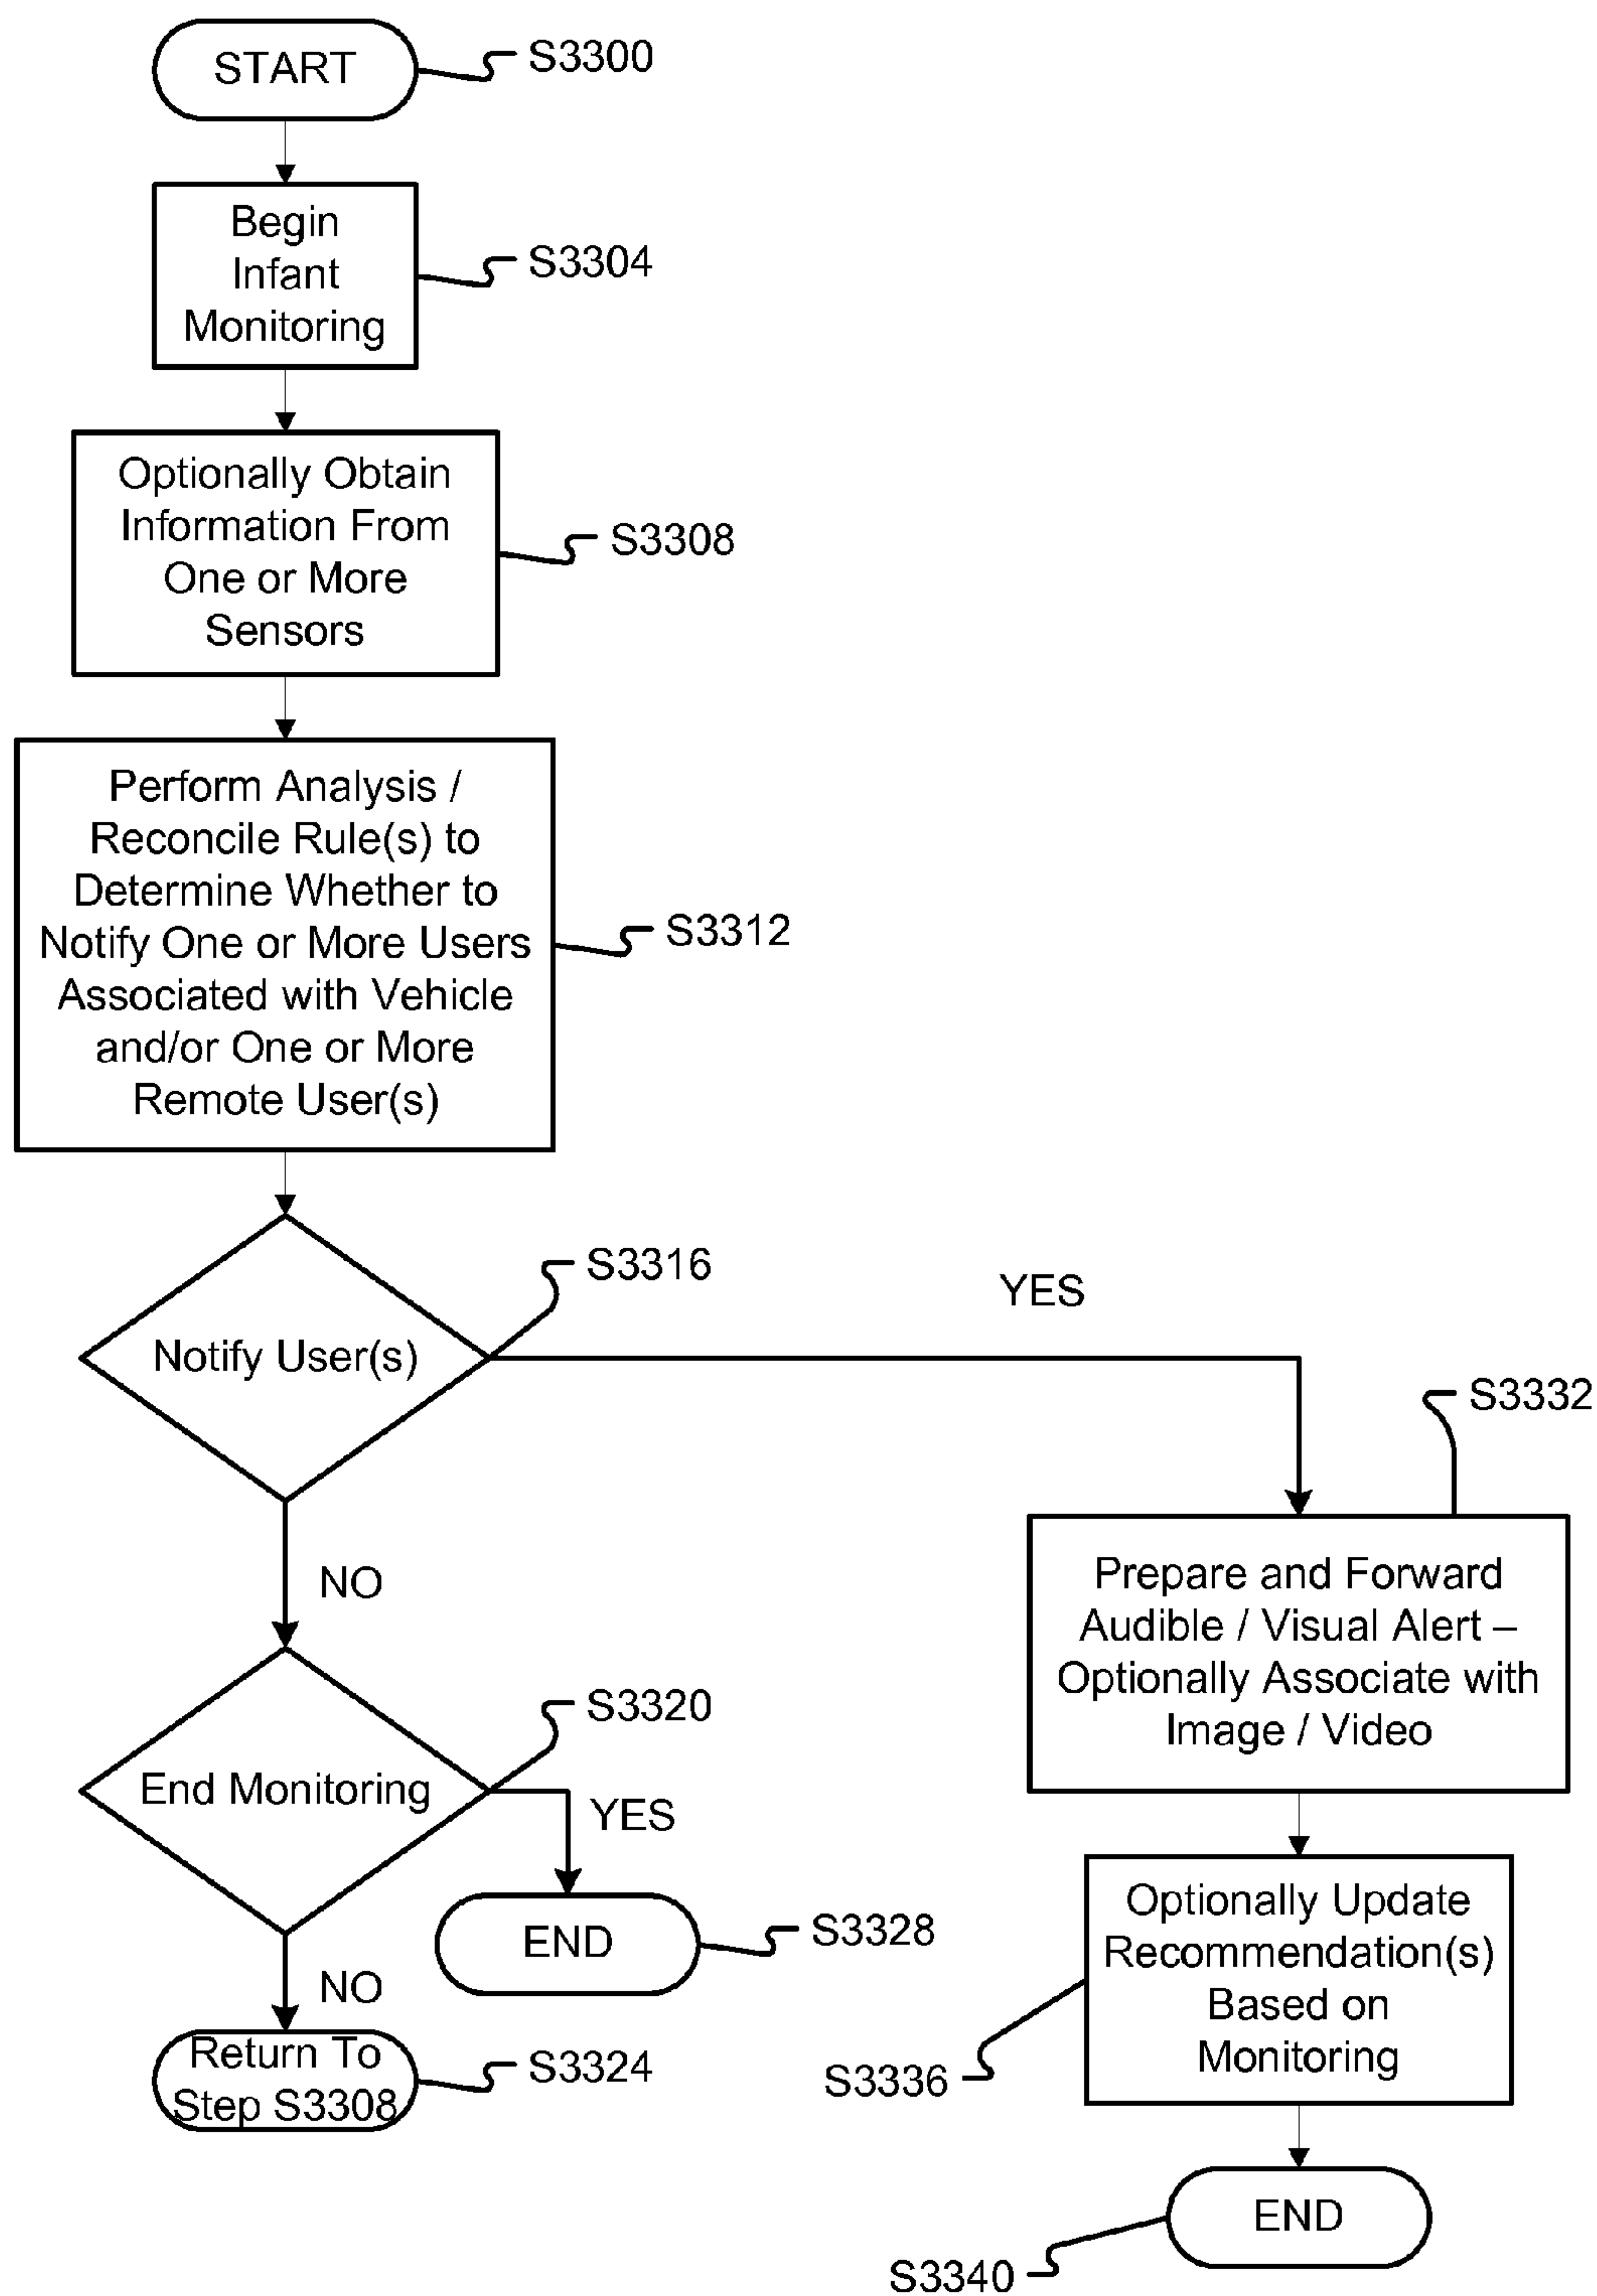 START
S3300
Begin
Infant
Monitoring
S3304
Optionally Obtain
Information From
One or More
Sensors
S3308
Perform Analysis /
Reconcile Rule(s) to
Determine Whether to
Notify One or More Users
Associated with Vehicle
and/or One or More
Remote User(s)
S3312
Notify User(s)
S3316
YES
NO
S3332
Prepare and Forward
Audible / Visual Alert –
Optionally Associate with
Image / Video
End Monitoring
S3320
YES
END
S3328
NO
Return To
Step S3308
S3324
Optionally Update
Recommendation(s)
Based on
Monitoring
S3336
END
S3340